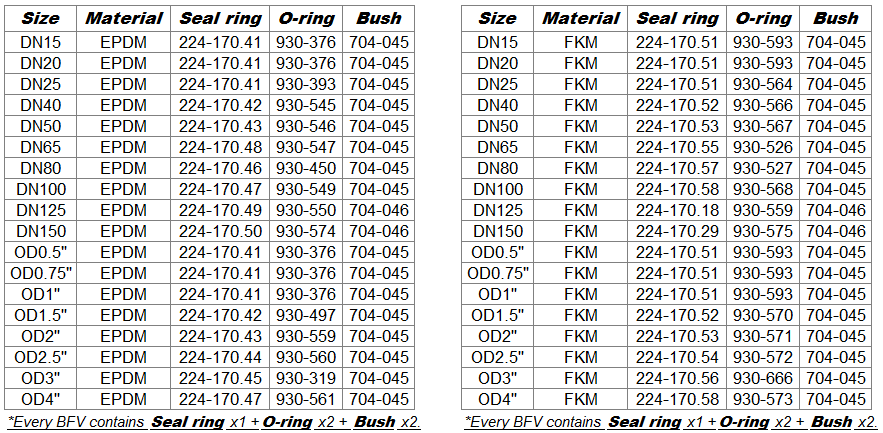 Size Material Seal ring O-ring Bush
DN15 EPDM 224-170.41 930-376 704-045
DN20 EPDM 224-170.41 930-376 704-045
DN25 EPDM 224-170.41 930-393 704-045
DN40 EPDM 224-170.42 930-545 704-045
DN50 EPDM 224-170.43 930-546 704-045
DN65 EPDM 224-170.48 930-547 704-045
DN80 EPDM 224-170.46 930-450 704-045
DN100 EPDM 224-170.47 930-549 704-045
DN125 EPDM 224-170.49 930-550 704-046
DN150 EPDM 224-170.50 930-574 704-046
OD0.5" EPDM 224-170.41 930-376 704-045
OD0.75" EPDM 224-170.41 930-376 704-045
OD1" EPDM 224-170.41 930-376 704-045
OD1.5" EPDM 224-170.42 930-497 704-045
OD2" EPDM 224-170.43 930-559 704-045
OD2.5" EPDM 224-170.44 930-560 704-045
OD3" EPDM 224-170.45 930-319 704-045
OD4" EPDM 224-170.47 930-561 704-045
*Every BFV contains Seal ring x1 + O-ring x2 + Bush x2.
Size Material Seal ring O-ring Bush
DN15 FKM 224-170.51 930-593 704-045
DN20 FKM 224-170.51 930-593 704-045
DN25 FKM 224-170.51 930-564 704-045
DN40 FKM 224-170.52 930-566 704-045
DN50 FKM 224-170.53 930-567 704-045
DN65 FKM 224-170.55 930-526 704-045
DN80 FKM 224-170.57 930-527 704-045
DN100 FKM 224-170.58 930-568 704-045
DN125 FKM 224-170.18 930-559 704-046
DN150 FKM 224-170.29 930-575 704-046
OD0.5" FKM 224-170.51 930-593 704-045
OD0.75" FKM 224-170.51 930-593 704-045
OD1" FKM 224-170.51 930-593 704-045
OD1.5" FKM 224-170.52 930-570 704-045
OD2" FKM 224-170.53 930-571 704-045
OD2.5" FKM 224-170.54 930-572 704-045
OD3" FKM 224-170.56 930-666 704-045
OD4" FKM 224-170.58 930-573 704-045
*Every BFV contains Seal ring x1 + O-ring x2 + Bush x2.